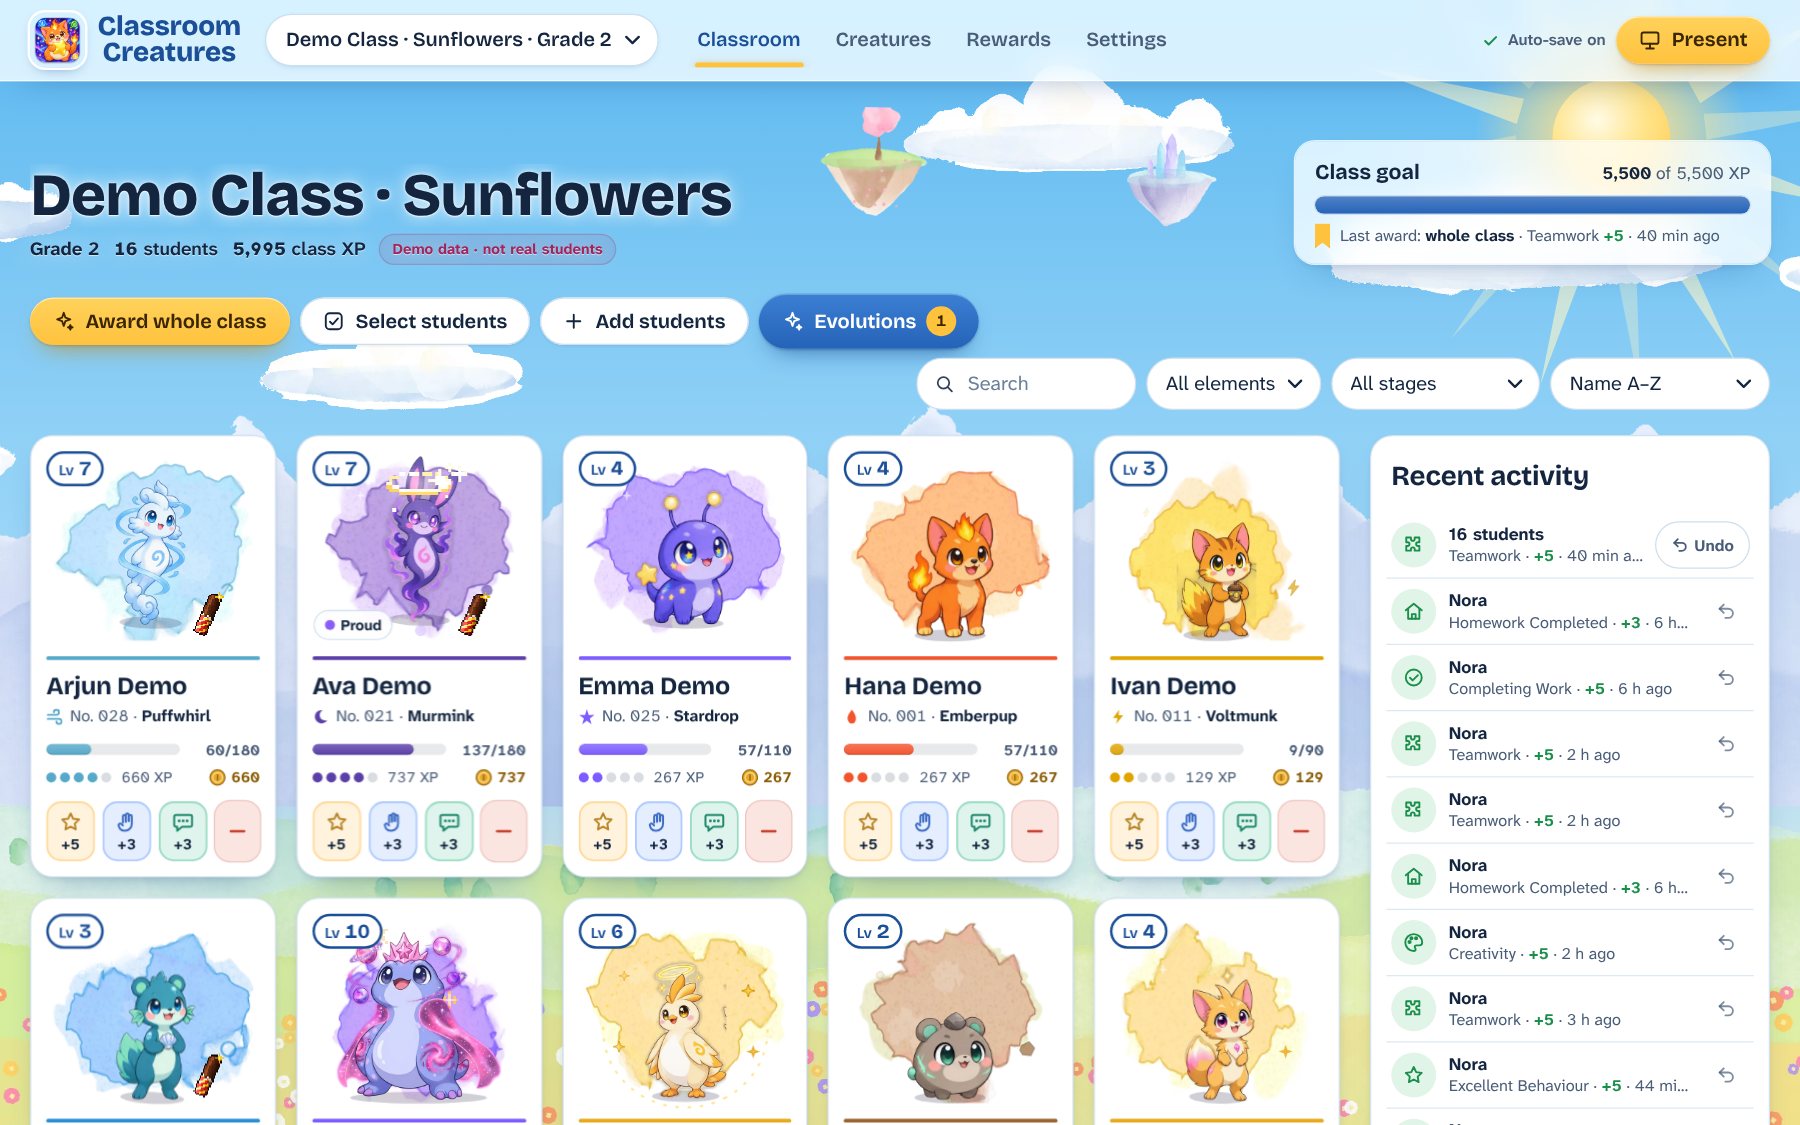 Classroom
Creatures
Demo Class · Sunflowers · Grade 2
Classroom
Creatures
Rewards
Settings
Auto-save on
Present
Demo Class · Sunflowers
Grade 2 16 students 5,995 class XP
Demo data · not real students
Class goal
5,500 of 5,500 XP
Last award: whole class · Teamwork +5 · 40 min ago
Award whole class
Select students
Add students
Evolutions 1
Search
All elements
All stages
Name A–Z
Lv 7
Arjun Demo
No. 028 · Puffwhirl
60/180
660 XP
660
+5
+3
+3
Lv 7
Proud
Ava Demo
No. 021 · Murmink
137/180
737 XP
737
+5
+3
+3
Lv 4
Emma Demo
No. 025 · Stardrop
57/110
267 XP
267
+5
+3
+3
Lv 4
Hana Demo
No. 001 · Emberpup
57/110
267 XP
267
+5
+3
+3
Lv 3
Ivan Demo
No. 011 · Voltmunk
9/90
129 XP
129
+5
+3
+3
Lv 3
Lv 10
Lv 6
Lv 2
Lv 4
Recent activity
16 students
Teamwork · +5 · 40 min a...
Undo
Nora
Homework Completed · +3 · 6 h...
Nora
Completing Work · +5 · 6 h ago
Nora
Teamwork · +5 · 2 h ago
Nora
Teamwork · +5 · 2 h ago
Nora
Homework Completed · +3 · 6 h...
Nora
Creativity · +5 · 2 h ago
Nora
Teamwork · +5 · 3 h ago
Nora
Excellent Behaviour · +5 · 44 mi...